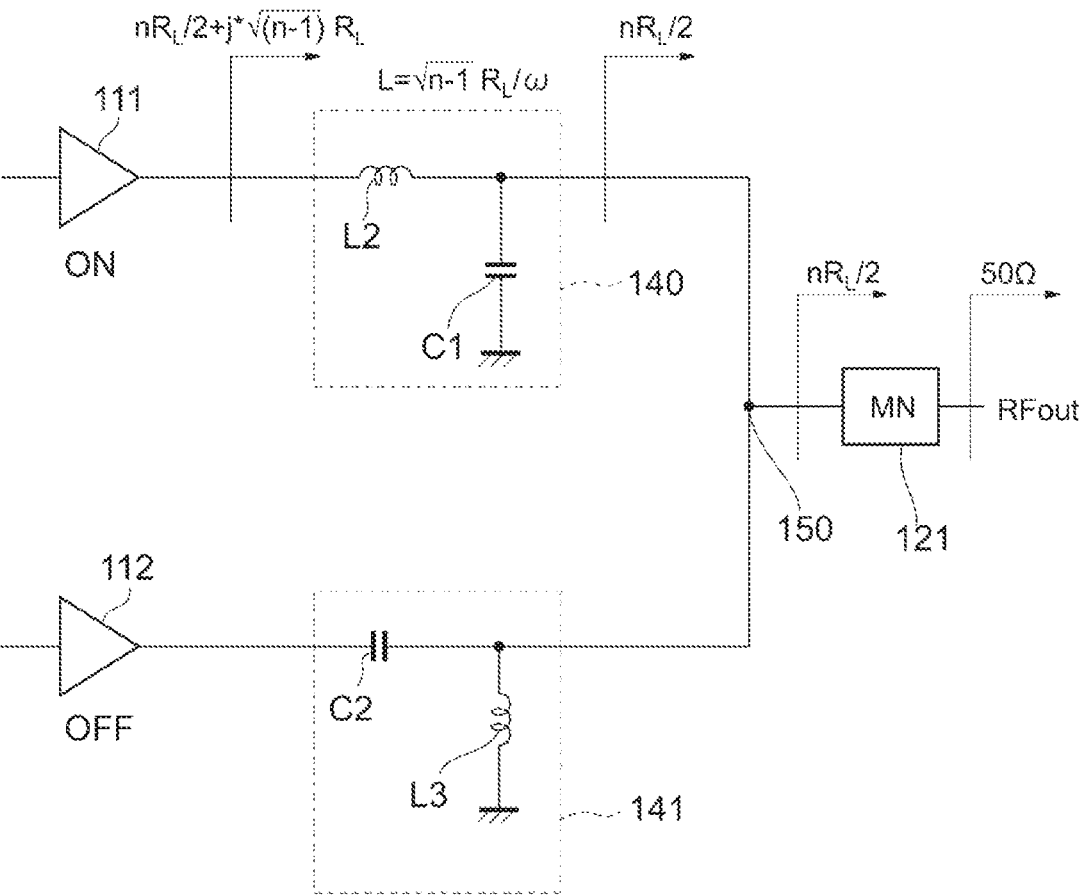 nR_L/2+j*√(n-1) R_L
nR_L/2
L=√n-1 R_L/ω
111
L2
ON
C1
140
nR_L/2
50Ω
MN
RFout
150
121
112
C2
OFF
L3
141